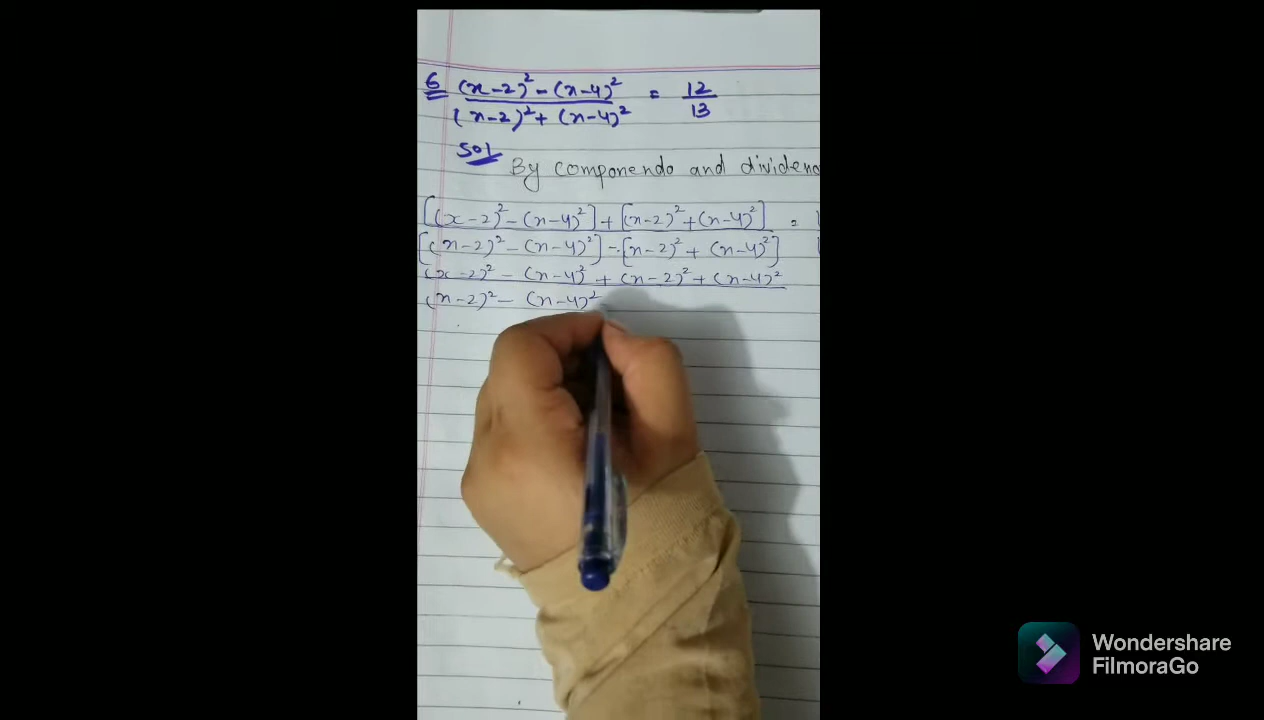 6 (x-2)² - (x-4)² / (x-2)² + (x-4)² = 12/13
Sol
By componendo and dividend
[(x-2)² - (x-4)²] + [(x-2)² + (x-4)²] =
[(x-2)² - (x-4)²] - [(x-2)² + (x-4)²]
(x-2)² - (x-4)² + (x-2)² + (x-4)²
(x-2)² - (x-4)²
Wondershare
FilmoraGo